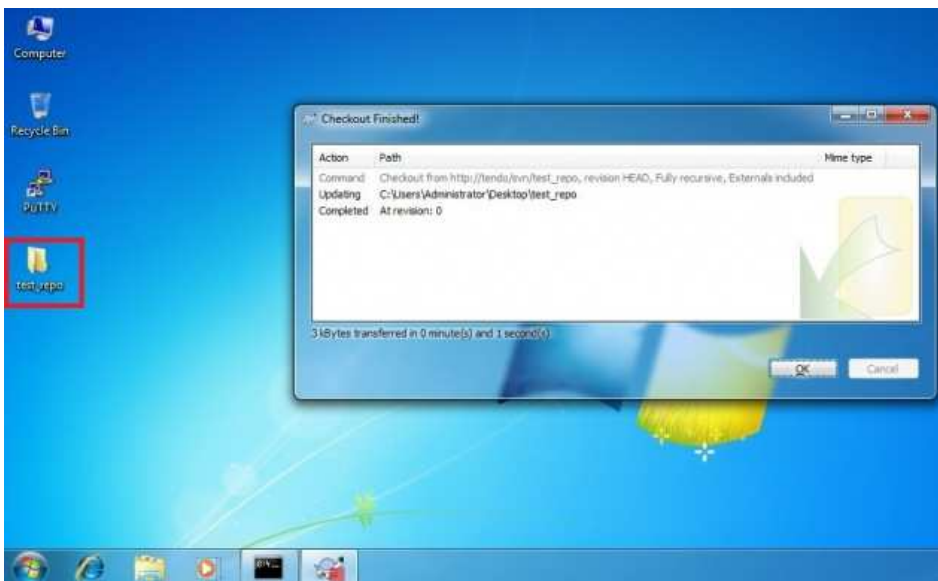 Computer
Recycle Bin
PuTTY
test_repo
Checkout Finished!
Action Path Mime type
Command Checkout from http://tendo/svn/test_repo, revision HEAD, Fully recursive, Externals included
Updating C:\Users\Administrator\Desktop\test_repo
Completed At revision: 0
3 kBytes transferred in 0 minute(s) and 1 second(s)
OK Cancel